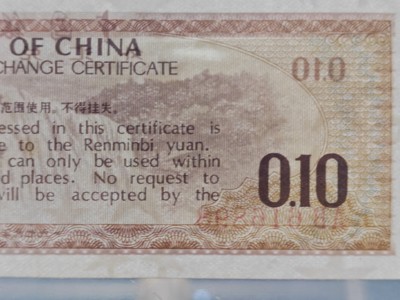 OF CHINA
CHANGE CERTIFICATE
0.10
范围使用，不得挂失。
essed in this certificate is
e to the Renminbi yuan.
can only be used within
d places. No request to
will be accepted by the
0.10